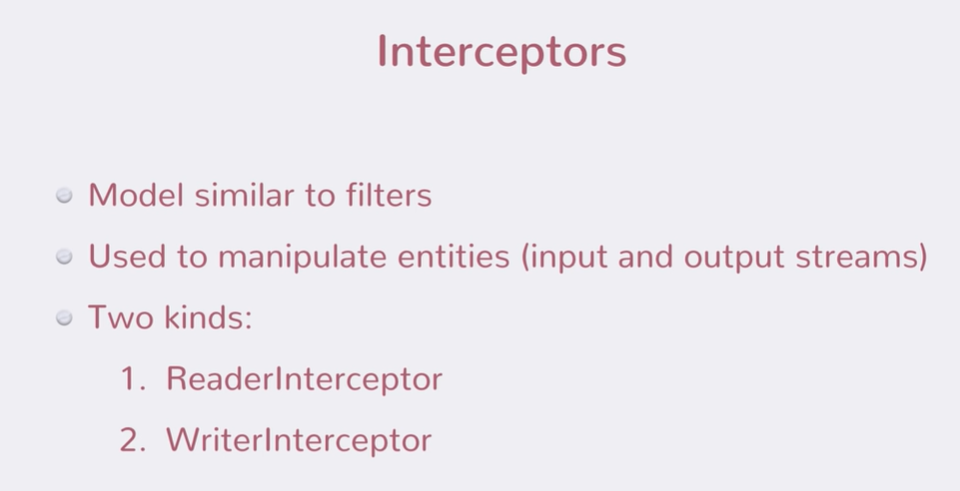 Interceptors
Model similar to filters
Used to manipulate entities (input and output streams)
Two kinds:
1. ReaderInterceptor
2. WriterInterceptor